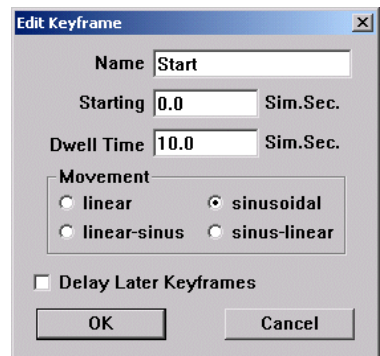 Edit Keyframe
Name Start
Starting 0.0 Sim.Sec.
Dwell Time 10.0 Sim.Sec.
Movement
linear sinusoidal
linear-sinus sinus-linear
Delay Later Keyframes
OK Cancel